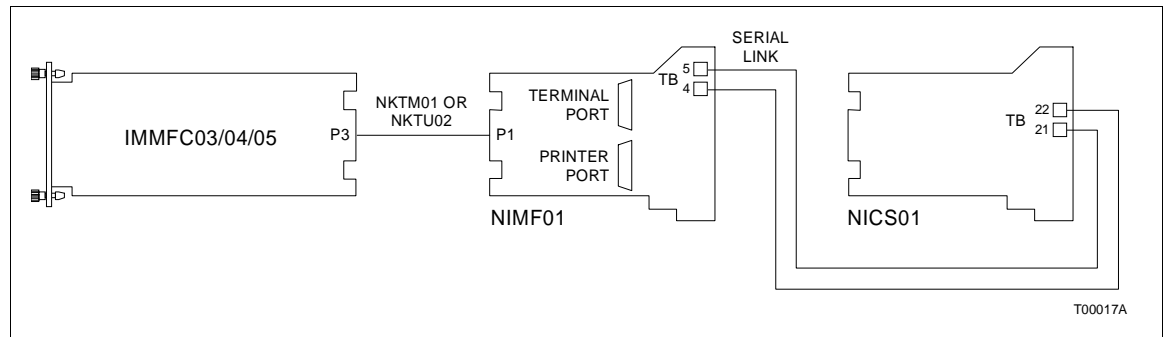 IMMFC03/04/05
P3
NKTM01 OR
NKTU02
P1
TERMINAL
PORT
PRINTER
PORT
NIMF01
TB
5
4
SERIAL
LINK
TB
22
21
NICS01
T00017A